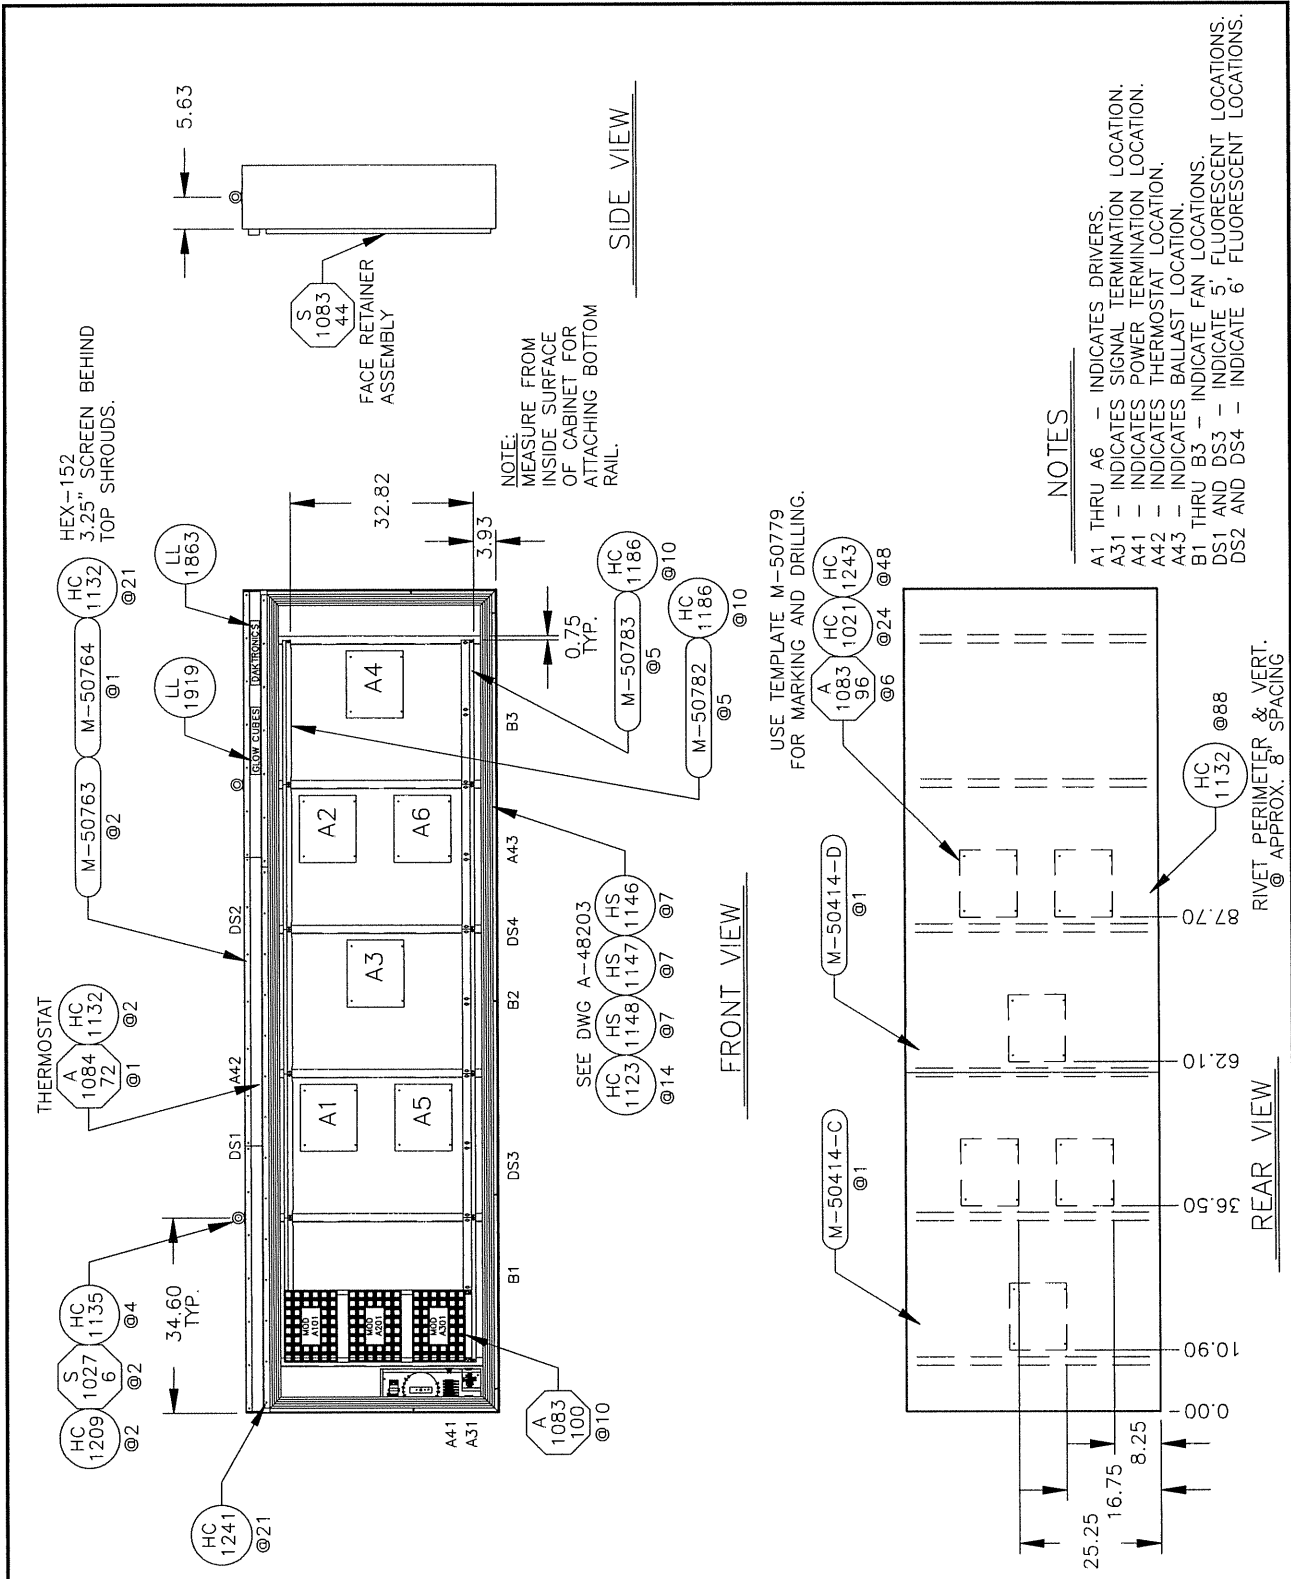 THERMOSTAT
A
1084
72
@1
HC
1132
@2
M-50763
@2
M-50764
@1
HC
1132
@21
HEX-152
3.25" SCREEN BEHIND
TOP SHROUDS.
LL
1919
LL
1863
HC
1209
@2
S
1027
6
@2
HC
1135
@4
34.60
TYP.
HC
1241
@21
DS1
A42
DS2
GLOW CUBES
DAKTRONICS
A1
A2
A3
A4
A5
A6
MOD
A101
MOD
A201
MOD
A301
A41
A31
B1
DS3
B2
DS4
A43
B3
A
1083
100
@10
32.82
3.93
0.75
TYP.
NOTE:
MEASURE FROM
INSIDE SURFACE
OF CABINET FOR
ATTACHING BOTTOM
RAIL.
M-50783
@5
HC
1186
@10
M-50782
@5
HC
1186
@10
SEE DWG A-48203
HC
1123
@14
HS
1148
@7
HS
1147
@7
HS
1146
@7
FRONT VIEW
5.63
S
1083
44
FACE RETAINER
ASSEMBLY
SIDE VIEW
USE TEMPLATE M-50779
FOR MARKING AND DRILLING.
A
1083
96
@6
HC
1021
@24
HC
1243
@48
M-50414-C
@1
M-50414-D
@1
HC
1132
@88
RIVET PERIMETER & VERT.
@ APPROX. 8" SPACING
0.00
10.90
36.50
62.10
87.70
25.25
16.75
8.25
REAR VIEW
NOTES
A1 THRU A6 - INDICATES DRIVERS.
A31 - INDICATES SIGNAL TERMINATION LOCATION.
A41 - INDICATES POWER TERMINATION LOCATION.
A42 - INDICATES THERMOSTAT LOCATION.
A43 - INDICATES BALLAST LOCATION.
B1 THRU B3 - INDICATE FAN LOCATIONS.
DS1 AND DS3 - INDICATE 5' FLUORESCENT LOCATIONS.
DS2 AND DS4 - INDICATE 6' FLUORESCENT LOCATIONS.